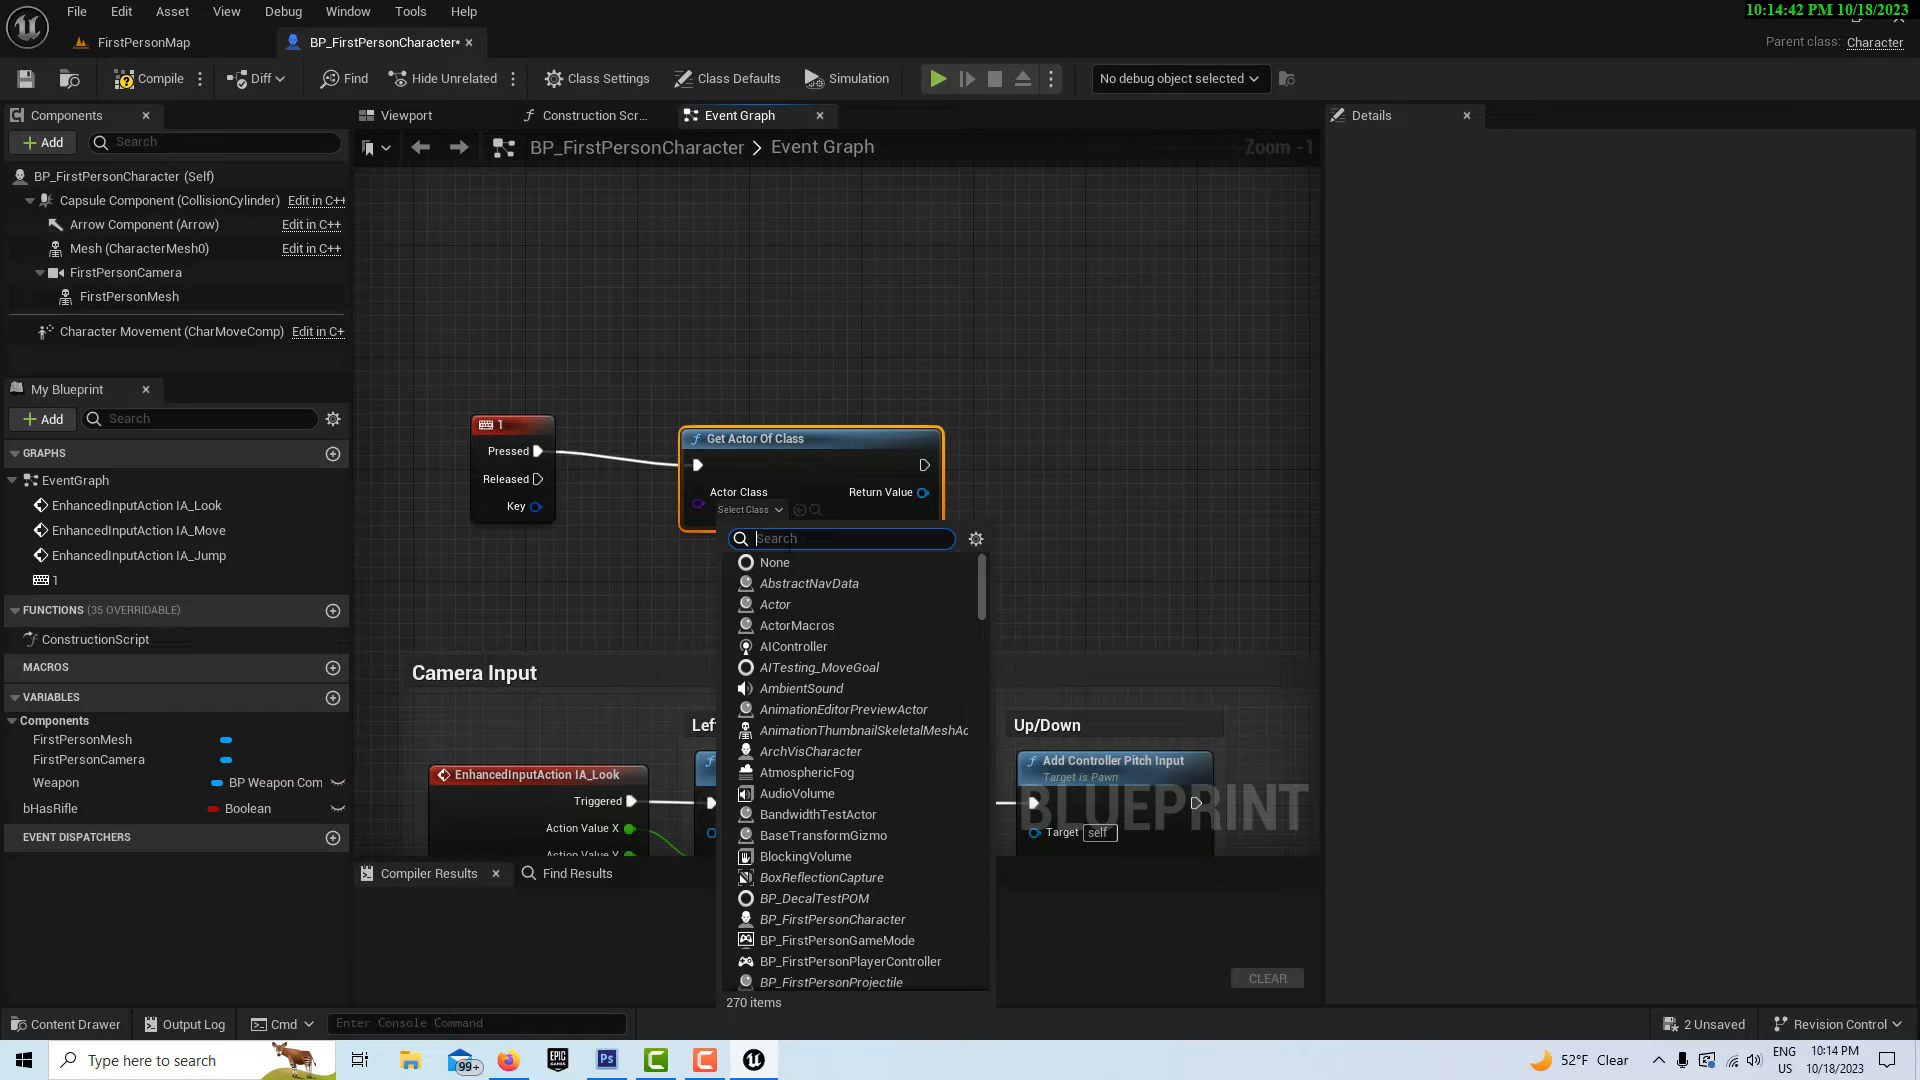 10:14:42 PM 10/18/2023
File Edit Asset View Debug Window Tools Help
FirstPersonMap
BP_FirstPersonCharacter*
Parent class: Character
Compile
Diff
Find
Hide Unrelated
Class Settings
Class Defaults
Simulation
No debug object selected
Components
Viewport
Construction Scr...
Event Graph
Details
Add
Search
BP_FirstPersonCharacter > Event Graph
Zoom -1
BP_FirstPersonCharacter (Self)
Capsule Component (CollisionCylinder) Edit in C++
Arrow Component (Arrow) Edit in C++
Mesh (CharacterMesh0) Edit in C++
FirstPersonCamera
FirstPersonMesh
Character Movement (CharMoveComp) Edit in C+
My Blueprint
Add
Search
GRAPHS
EventGraph
EnhancedInputAction IA_Look
EnhancedInputAction IA_Move
EnhancedInputAction IA_Jump
1
FUNCTIONS (35 OVERRIDABLE)
ConstructionScript
MACROS
VARIABLES
Components
FirstPersonMesh
FirstPersonCamera
Weapon BP Weapon Com
bHasRifle Boolean
EVENT DISPATCHERS
1
Pressed
Released
Key
Get Actor Of Class
Actor Class
Select Class
Return Value
Search
None
AbstractNavData
Actor
ActorMacros
AIController
AITesting_MoveGoal
AmbientSound
AnimationEditorPreviewActor
AnimationThumbnailSkeletalMeshAc
ArchVisCharacter
AtmosphericFog
AudioVolume
BandwidthTestActor
BaseTransformGizmo
BlockingVolume
BoxReflectionCapture
BP_DecalTestPOM
BP_FirstPersonCharacter
BP_FirstPersonGameMode
BP_FirstPersonPlayerController
BP_FirstPersonProjectile
270 items
Camera Input
Lef
Up/Down
EnhancedInputAction IA_Look
Triggered
Action Value X
Action Value Y
Add Controller Pitch Input
Target is Pawn
Target self
BLUEPRINT
Compiler Results
Find Results
CLEAR
Content Drawer
Output Log
Cmd
Enter Console Command
2 Unsaved
Revision Control
Type here to search
99+
EPIC
GAMES
Ps
52°F Clear
ENG
US
10:14 PM
10/18/2023